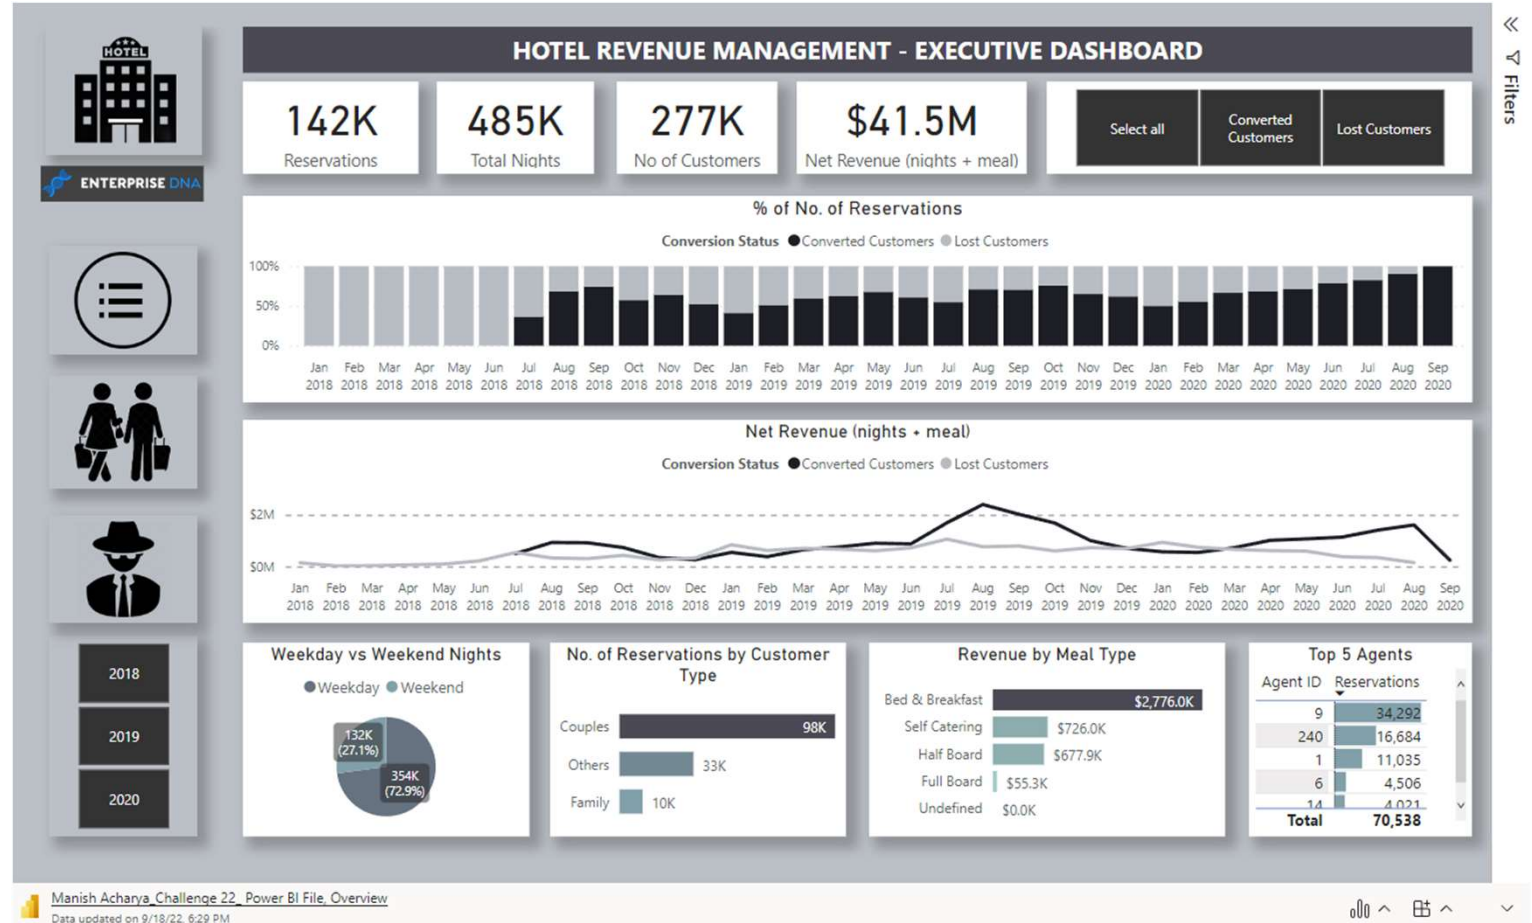 HOTEL
ENTERPRISE DNA
HOTEL REVENUE MANAGEMENT - EXECUTIVE DASHBOARD
Filters
142K
Reservations
485K
Total Nights
277K
No of Customers
$41.5M
Net Revenue (nights + meal)
Select all
Converted
Customers
Lost Customers
% of No. of Reservations
Conversion Status Converted Customers Lost Customers
100%
50%
0%
Jan Feb Mar Apr May Jun Jul Aug Sep Oct Nov Dec Jan Feb Mar Apr May Jun Jul Aug Sep Oct Nov Dec Jan Feb Mar Apr May Jun Jul Aug Sep
2018 2018 2018 2018 2018 2018 2018 2018 2018 2018 2018 2018 2019 2019 2019 2019 2019 2019 2019 2019 2019 2019 2019 2019 2020 2020 2020 2020 2020 2020 2020 2020 2020
Net Revenue (nights + meal)
Conversion Status Converted Customers Lost Customers
$2M
$0M
Jan Feb Mar Apr May Jun Jul Aug Sep Oct Nov Dec Jan Feb Mar Apr May Jun Jul Aug Sep Oct Nov Dec Jan Feb Mar Apr May Jun Jul Aug Sep
2018 2018 2018 2018 2018 2018 2018 2018 2018 2018 2018 2018 2019 2019 2019 2019 2019 2019 2019 2019 2019 2019 2019 2019 2020 2020 2020 2020 2020 2020 2020 2020 2020
2018
2019
2020
Weekday vs Weekend Nights
Weekday Weekend
132K
(27.1%)
354K
(72.9%)
No. of Reservations by Customer
Type
Couples 98K
Others 33K
Family 10K
Revenue by Meal Type
Bed & Breakfast $2,776.0K
Self Catering $726.0K
Half Board $677.9K
Full Board $55.3K
Undefined $0.0K
Top 5 Agents
Agent ID Reservations
9 34,292
240 16,684
1 11,035
6 4,506
14 4,021
Total 70,538
Manish Acharya_Challenge 22_ Power BI File, Overview
Data updated on 9/18/22, 6:29 PM